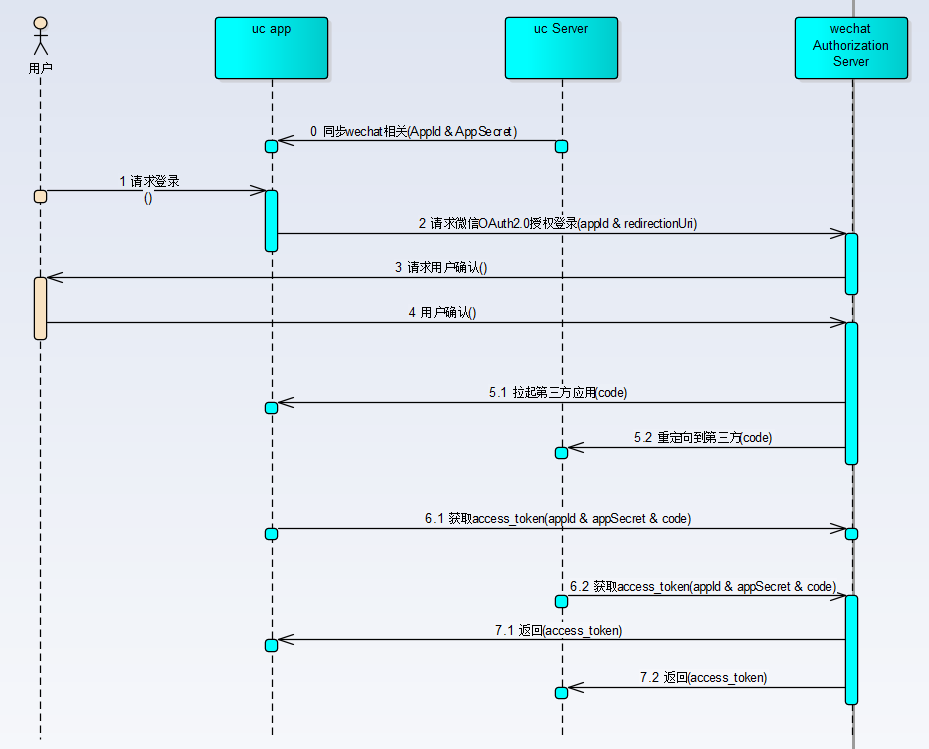 用户
uc app
uc Server
wechat
Authorization
Server
0 同步wechat相关(AppId & AppSecret)
1 请求登录
()
2 请求微信OAuth2.0授权登录(appId & redirectionUri)
3 请求用户确认()
4 用户确认()
5.1 拉起第三方应用(code)
5.2 重定向到第三方(code)
6.1 获取access_token(appId & appSecret & code)
6.2 获取access_token(appId & appSecret & code)
7.1 返回(access_token)
7.2 返回(access_token)